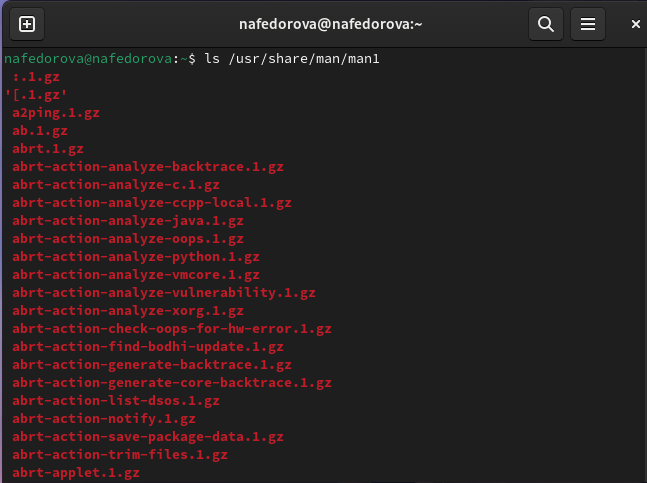 nafedorova@nafedorova:~
nafedorova@nafedorova:~$ ls /usr/share/man/man1
:.1.gz
'[.1.gz'
a2ping.1.gz
ab.1.gz
abrt.1.gz
abrt-action-analyze-backtrace.1.gz
abrt-action-analyze-c.1.gz
abrt-action-analyze-ccpp-local.1.gz
abrt-action-analyze-java.1.gz
abrt-action-analyze-oops.1.gz
abrt-action-analyze-python.1.gz
abrt-action-analyze-vmcore.1.gz
abrt-action-analyze-vulnerability.1.gz
abrt-action-analyze-xorg.1.gz
abrt-action-check-oops-for-hw-error.1.gz
abrt-action-find-bodhi-update.1.gz
abrt-action-generate-backtrace.1.gz
abrt-action-generate-core-backtrace.1.gz
abrt-action-list-dsos.1.gz
abrt-action-notify.1.gz
abrt-action-save-package-data.1.gz
abrt-action-trim-files.1.gz
abrt-applet.1.gz